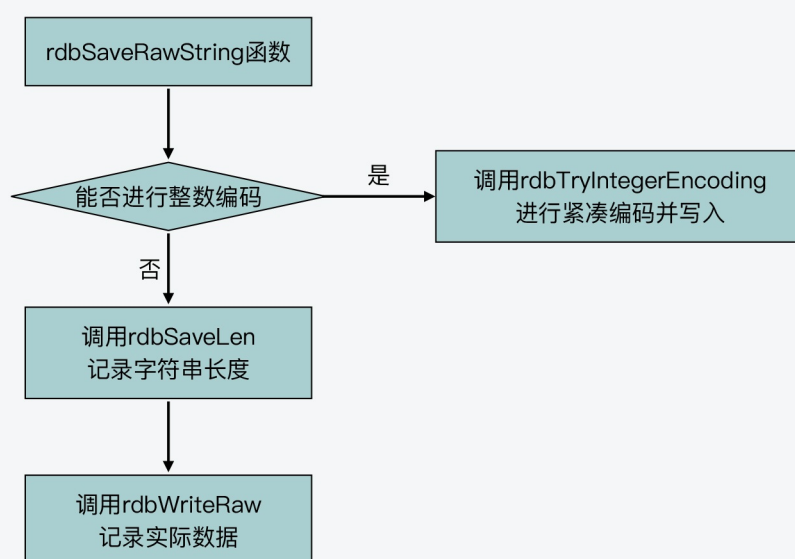 rdbSaveRawString函数
能否进行整数编码
是
调用rdbTryIntegerEncoding
进行紧凑编码并写入
否
调用rdbSaveLen
记录字符串长度
调用rdbWriteRaw
记录实际数据